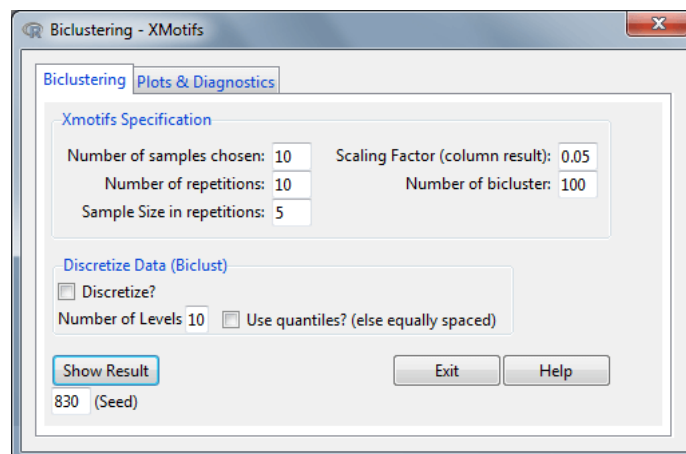 Biclustering - XMotifs
Biclustering Plots & Diagnostics
Xmotifs Specification
Number of samples chosen: 10 Scaling Factor (column result): 0.05
Number of repetitions: 10 Number of bicluster: 100
Sample Size in repetitions: 5
Discretize Data (Biclust)
Discretize?
Number of Levels 10 Use quantiles? (else equally spaced)
Show Result Exit Help
830 (Seed)